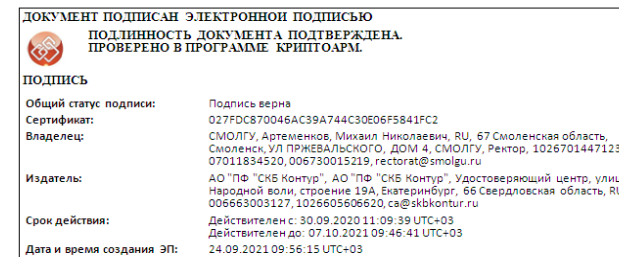 ДОКУМЕНТ ПОДПИСАН ЭЛЕКТРОННОЙ ПОДПИСЬЮ
ПОДЛИННОСТЬ ДОКУМЕНТА ПОДТВЕРЖДЕНА.
ПРОВЕРЕНО В ПРОГРАММЕ КРИПТОАРМ.
ПОДПИСЬ
Общий статус подписи: Подпись верна
Сертификат: 027FDC870046AC39A744C30E06F5841FC2
Владелец: СМОЛГУ, Артеменков, Михаил Николаевич, RU, 67 Смоленская область,
Смоленск, УЛ ПРЖЕВАЛЬСКОГО, ДОМ 4, СМОЛГУ, Ректор, 1026701447123
07011834520, 006730015219, rectorat@smolgu.ru
Издатель: АО "ПФ "СКБ Контур", АО "ПФ "СКБ Контур", Удостоверяющий центр, ули
Народной воли, строение 19А, Екатеринбург, 66 Свердловская область, RU
006663003127, 1026605606620, ca@skbkontur.ru
Срок действия: Действителен с: 30.09.2020 11:09:39 UTC+03
Действителен до: 07.10.2021 09:46:41 UTC+03
Дата и время создания ЭП: 24.09.2021 09:56:15 UTC+03